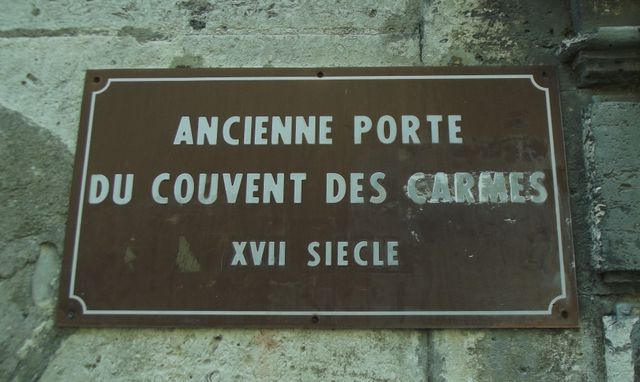 ANCIENNE PORTE
DU COUVENT DES CARMES
XVII SIECLE